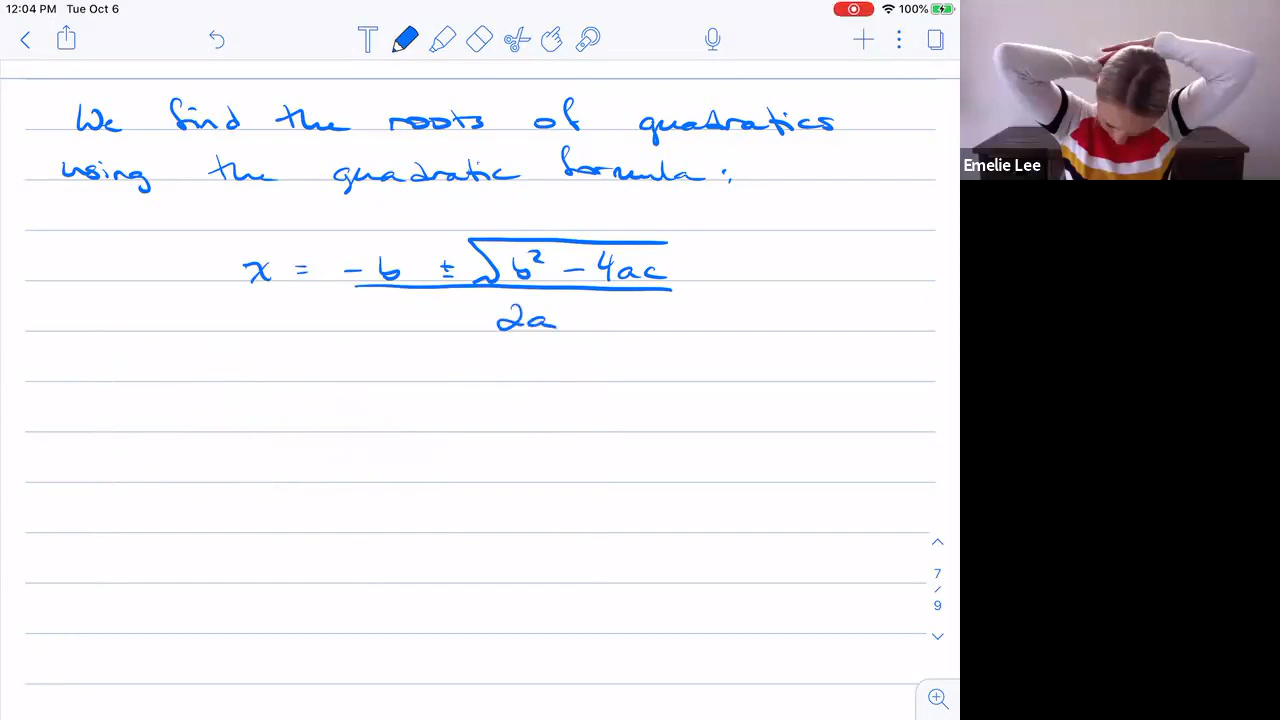 12:04 PM Tue Oct 6
100%
We find the roots of quadratics
using the quadratic formula:
x = -b ± √b² - 4ac
2a
7
/
9
Emelie Lee